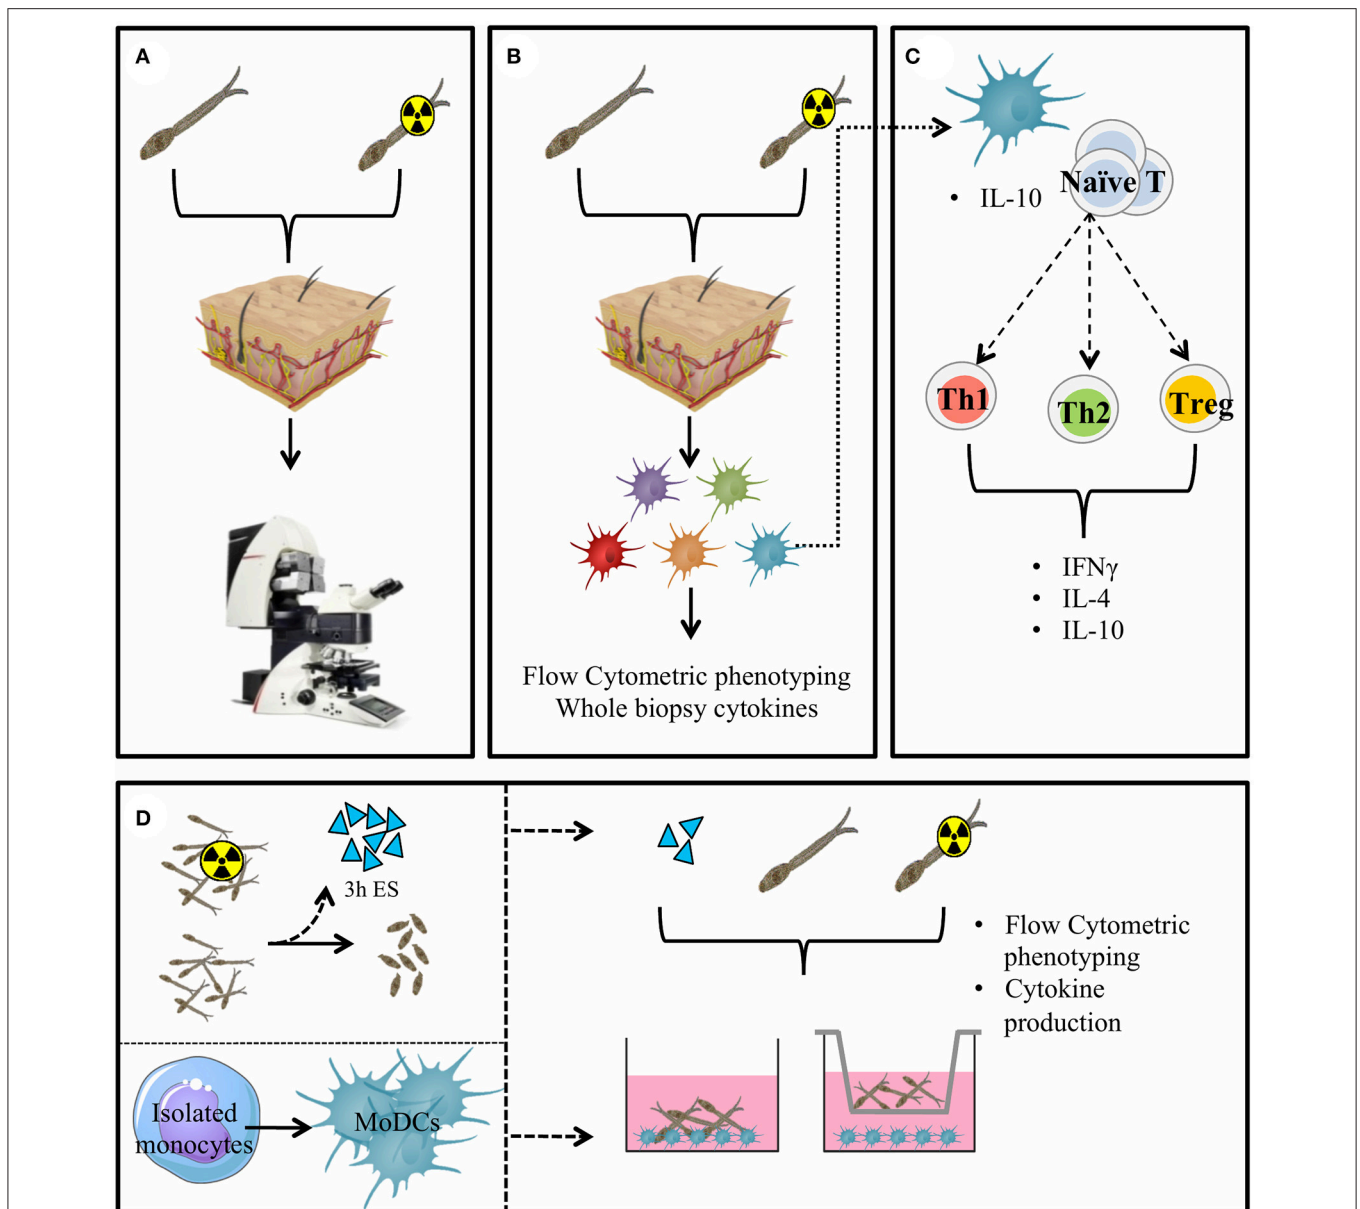 A
B
Flow Cytometric phenotyping
Whole biopsy cytokines
C
Naïve T
• IL-10
Th1
Th2
Treg
• IFNγ
• IL-4
• IL-10
D
3h ES
Isolated
monocytes
MoDCs
• Flow Cytometric
phenotyping
• Cytokine
production